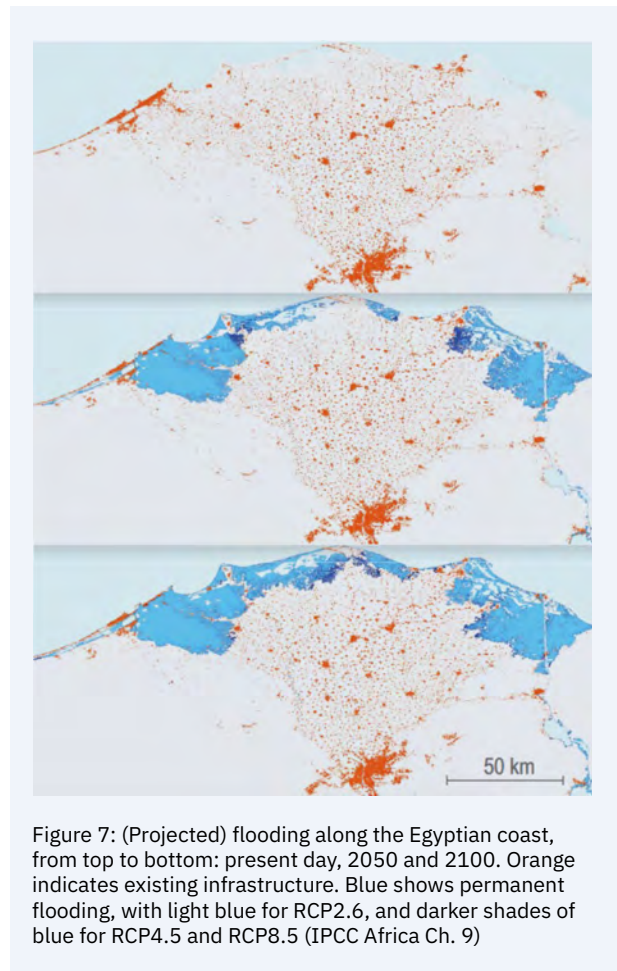 50 km
Figure 7: (Projected) flooding along the Egyptian coast,
from top to bottom: present day, 2050 and 2100. Orange
indicates existing infrastructure. Blue shows permanent
flooding, with light blue for RCP2.6, and darker shades of
blue for RCP4.5 and RCP8.5 (IPCC Africa Ch. 9)